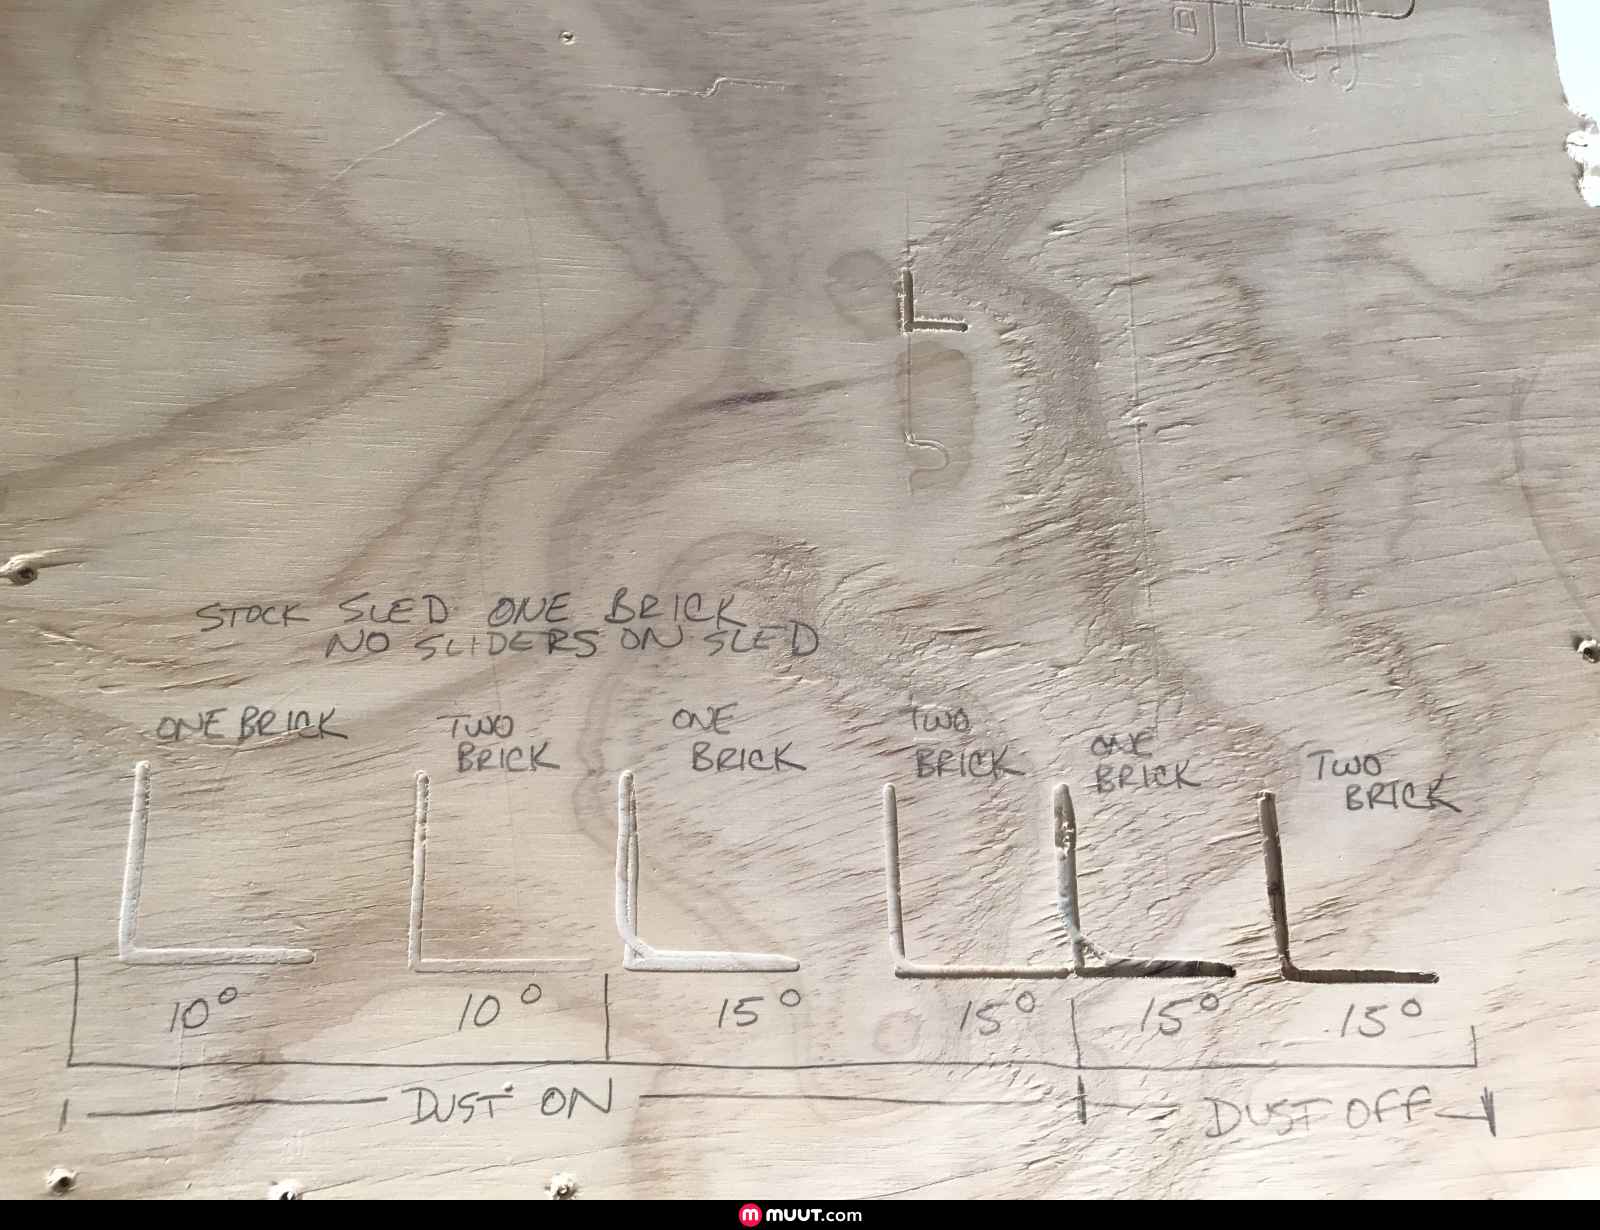 STOCK SLED ONE BRICK
NO SLIDERS ON SLED
ONE BRICK
TWO
BRICK
ONE
BRICK
TWO
BRICK
ONE
BRICK
TWO
BRICK
10°
10°
15°
15°
15°
15°
DUST ON
DUST OFF
m MUUT.com